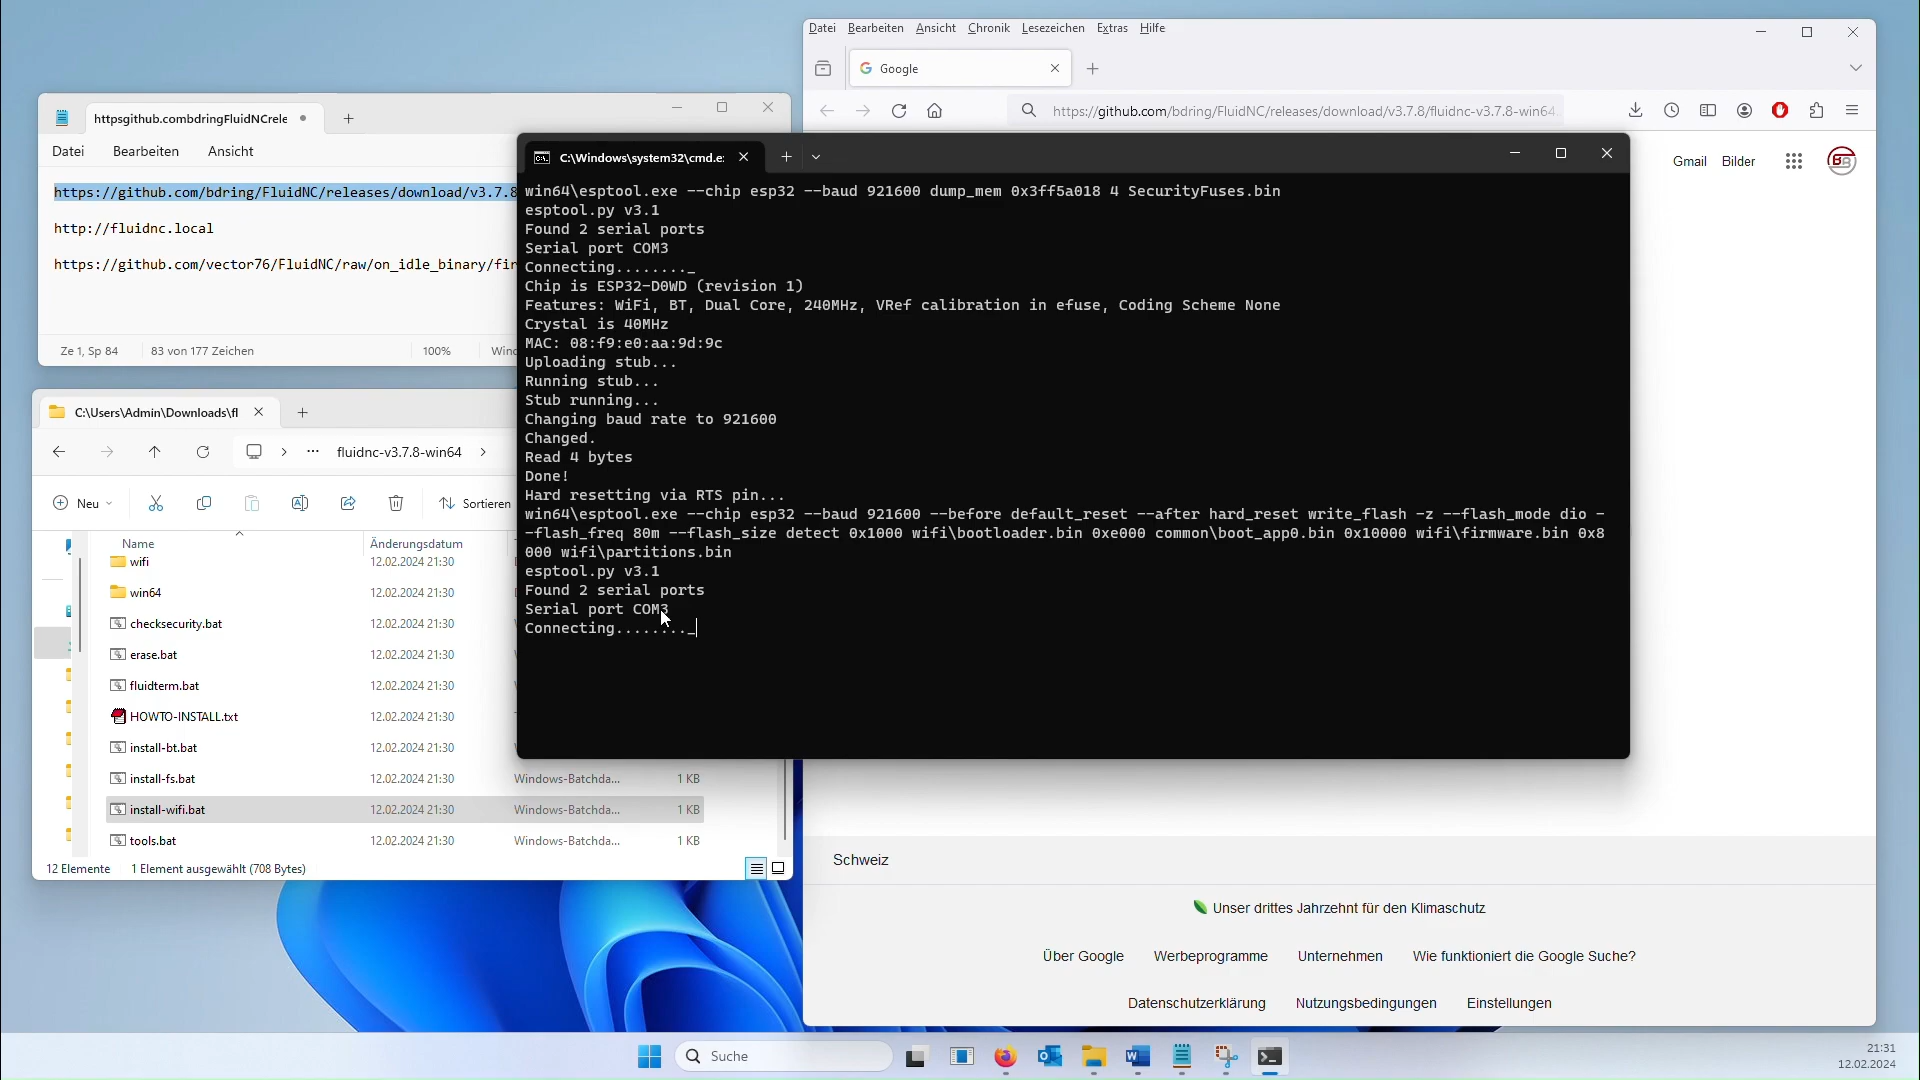 Datei Bearbeiten Ansicht Chronik Lesezeichen Extras Hilfe
Google
https://github.com/bdring/FluidNC/releases/download/v3.7.8/fluidnc-v3.7.8-win64
Gmail Bilder
httpsgithub.combdringFluidNCrele
Datei Bearbeiten Ansicht
https://github.com/bdring/FluidNC/releases/download/v3.7.8
http://fluidnc.local
https://github.com/vector76/FluidNC/raw/on_idle_binary/fir
Ze 1, Sp 84 83 von 177 Zeichen 100% Wind
C:\Windows\system32\cmd.e:
win64\esptool.exe --chip esp32 --baud 921600 dump_mem 0x3ff5a018 4 SecurityFuses.bin
esptool.py v3.1
Found 2 serial ports
Serial port COM3
Connecting........_
Chip is ESP32-D0WD (revision 1)
Features: WiFi, BT, Dual Core, 240MHz, VRef calibration in efuse, Coding Scheme None
Crystal is 40MHz
MAC: 08:f9:e0:aa:9d:9c
Uploading stub...
Running stub...
Stub running...
Changing baud rate to 921600
Changed.
Read 4 bytes
Done!
Hard resetting via RTS pin...
win64\esptool.exe --chip esp32 --baud 921600 --before default_reset --after hard_reset write_flash -z --flash_mode dio -
-flash_freq 80m --flash_size detect 0x1000 wifi\bootloader.bin 0xe000 common\boot_app0.bin 0x10000 wifi\firmware.bin 0x8
000 wifi\partitions.bin
esptool.py v3.1
Found 2 serial ports
Serial port COM3
Connecting........_
C:\Users\Admin\Downloads\fl
fluidnc-v3.7.8-win64
Neu Sortieren
Name Änderungsdatum
wifi 12.02.2024 21:30
win64 12.02.2024 21:30
checksecurity.bat 12.02.2024 21:30
erase.bat 12.02.2024 21:30
fluidterm.bat 12.02.2024 21:30
HOWTO-INSTALL.txt 12.02.2024 21:30
install-bt.bat 12.02.2024 21:30
install-fs.bat 12.02.2024 21:30 Windows-Batchda... 1 KB
install-wifi.bat 12.02.2024 21:30 Windows-Batchda... 1 KB
tools.bat 12.02.2024 21:30 Windows-Batchda... 1 KB
12 Elemente 1 Element ausgewählt (708 Bytes)
Schweiz
Unser drittes Jahrzehnt für den Klimaschutz
Über Google Werbeprogramme Unternehmen Wie funktioniert die Google Suche?
Datenschutzerklärung Nutzungsbedingungen Einstellungen
Suche
21:31
12.02.2024